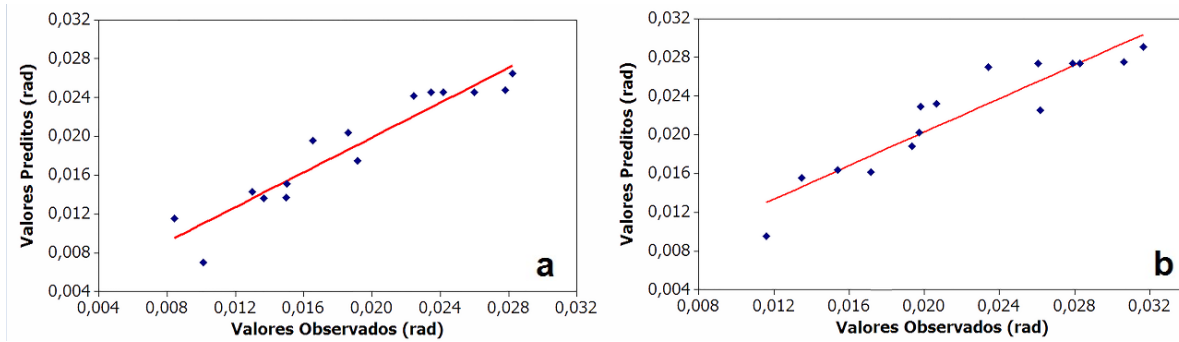 0,032
0,028
0,024
0,020
0,016
0,012
0,008
0,004
Valores Preditos (rad)
0,004 0,008 0,012 0,016 0,020 0,024 0,028 0,032
Valores Observados (rad)
a
0,032
0,028
0,024
0,020
0,016
0,012
0,008
0,004
Valores Preditos (rad)
0,008 0,012 0,016 0,020 0,024 0,028 0,032
Valores Observados (rad)
b